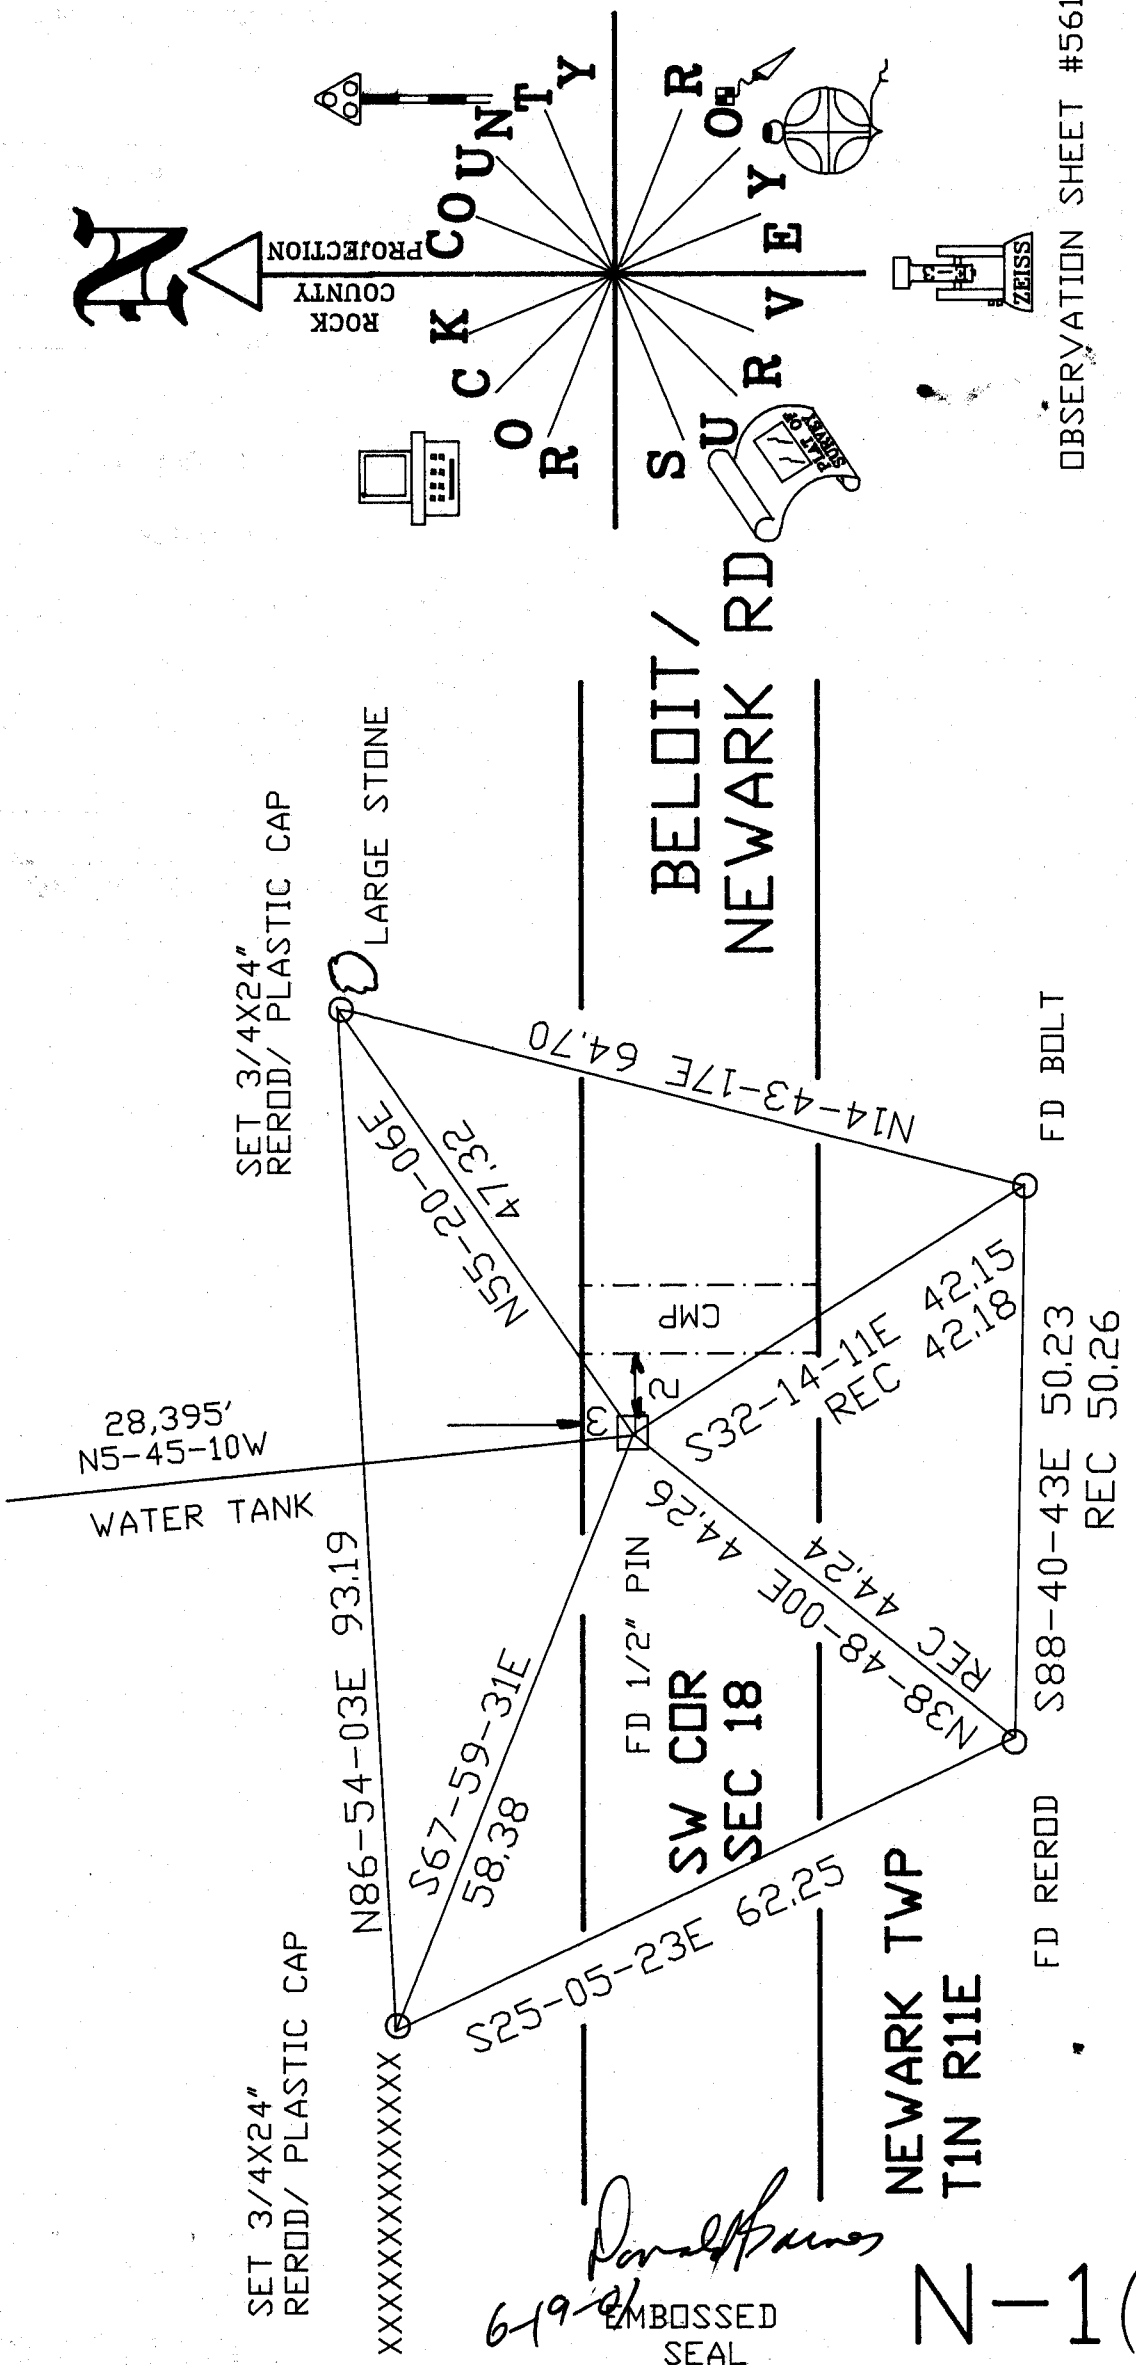 N
ROCK
COUNTY
PROJECTION
ROCK COUNTY
SURVEYOR
PLAT OF
SURVEY
ZEISS
OBSERVATION SHEET #561
28,395'
N5-45-10W
WATER TANK
SET 3/4X24"
REROD/ PLASTIC CAP
LARGE STONE
SET 3/4X24"
REROD/ PLASTIC CAP
XXXXXXXXXXXXXX
N86-54-03E 93.19
N55-20-06E
47.32
S67-59-31E
58.38
3
2
CMP
FD 1/2" PIN
SW COR
SEC 18
BELOIT/
NEWARK RD
N14-43-17E 64.70
S32-14-11E 42.15
REC 42.18
N38-48-00E 44.26
REC 44.24
S25-05-23E 62.25
S88-40-43E 50.23
REC 50.26
FD BOLT
FD REROD
NEWARK TWP
T1N R11E
EMBOSSED
SEAL
N-1(